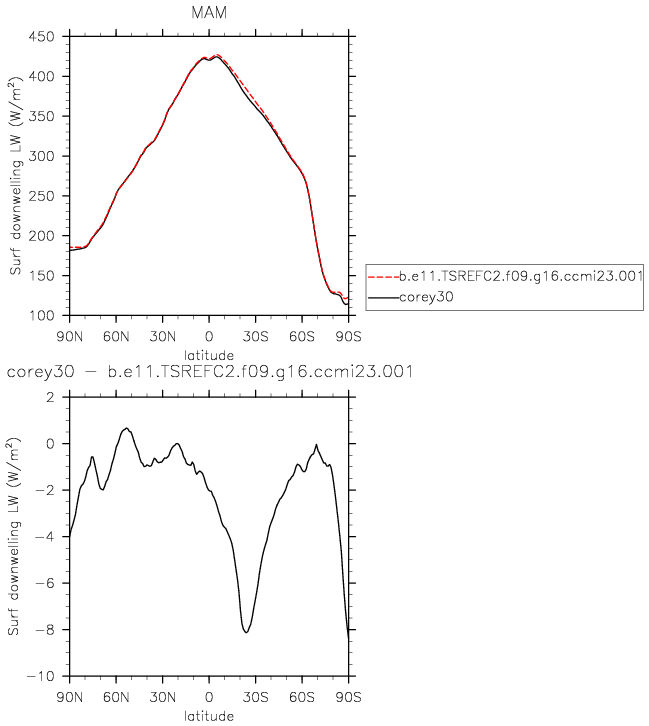 MAM
Surf downwelling LW (W/m²)
450
400
350
300
250
200
150
100
90N 60N 30N 0 30S 60S 90S
latitude
b.e11.TSREFC2.f09.g16.ccmi23.001
corey30
corey30 − b.e11.TSREFC2.f09.g16.ccmi23.001
Surf downwelling LW (W/m²)
2
0
−2
−4
−6
−8
−10
90N 60N 30N 0 30S 60S 90S
latitude